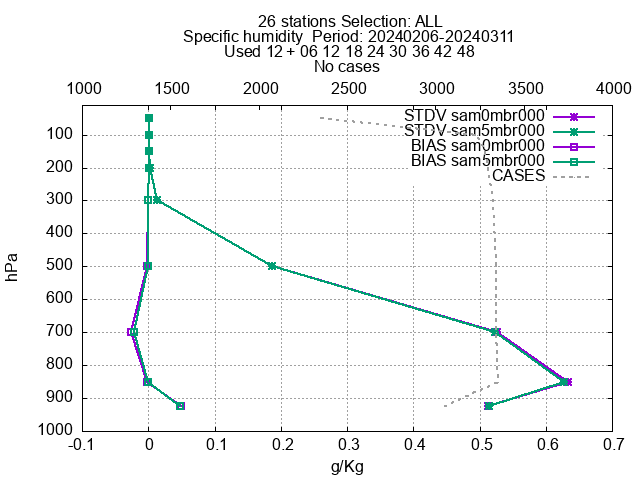 26 stations Selection: ALL
Specific humidity  Period: 20240206-20240311
Used 12 + 06 12 18 24 30 36 42 48
No cases
1000 1500 2000 2500 3000 3500 4000
STDV sam0mbr000
STDV sam5mbr000
BIAS sam0mbr000
BIAS sam5mbr000
CASES
hPa
100
200
300
400
500
600
700
800
900
1000
-0.1 0 0.1 0.2 0.3 0.4 0.5 0.6 0.7
g/Kg